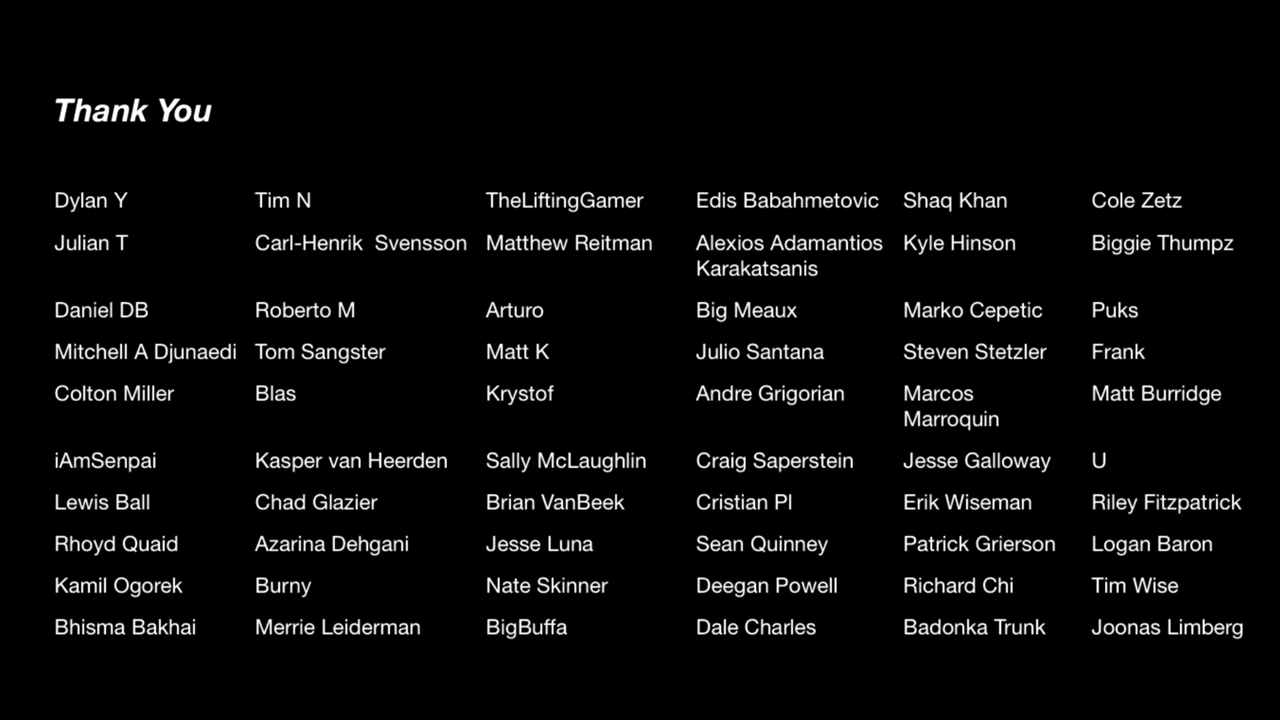 Thank You
Dylan Y Tim N TheLiftingGamer Edis Babahmetovic Shaq Khan Cole Zetz
Julian T Carl-Henrik  Svensson Matthew Reitman Alexios Adamantios Kyle Hinson Biggie Thumpz
Karakatsanis
Daniel DB Roberto M Arturo Big Meaux Marko Cepetic Puks
Mitchell A Djunaedi Tom Sangster Matt K Julio Santana Steven Stetzler Frank
Colton Miller Blas Krystof Andre Grigorian Marcos Matt Burridge
Marroquin
iAmSenpai Kasper van Heerden Sally McLaughlin Craig Saperstein Jesse Galloway U
Lewis Ball Chad Glazier Brian VanBeek Cristian Pl Erik Wiseman Riley Fitzpatrick
Rhoyd Quaid Azarina Dehgani Jesse Luna Sean Quinney Patrick Grierson Logan Baron
Kamil Ogorek Burny Nate Skinner Deegan Powell Richard Chi Tim Wise
Bhisma Bakhai Merrie Leiderman BigBuffa Dale Charles Badonka Trunk Joonas Limberg